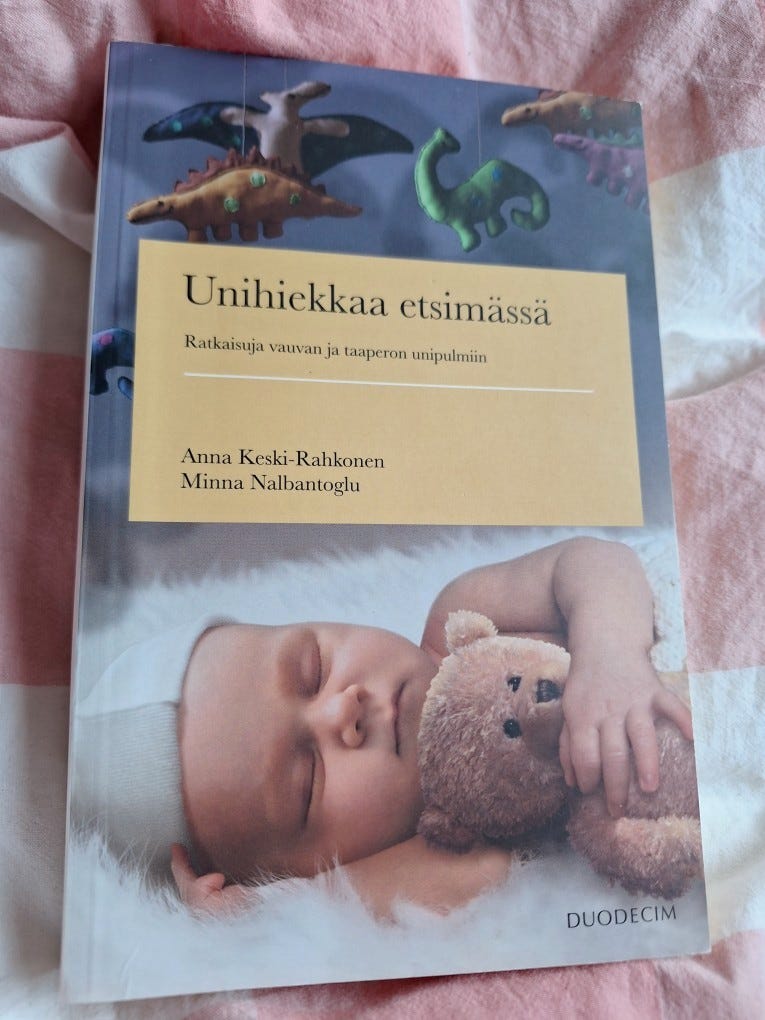 Unihiekkaa etsimässä
Ratkaisuja vauvan ja taaperon unipulmiin
Anna Keski-Rahkonen
Minna Nalbantoglu
DUODECIM